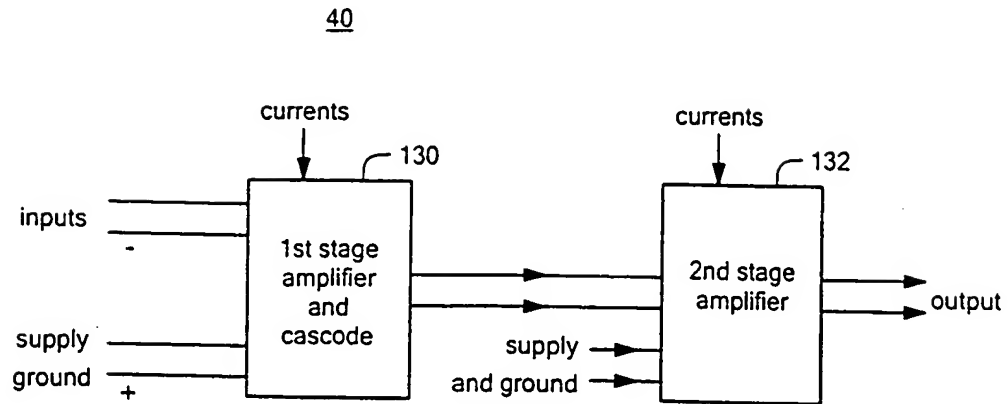 40
currents
130
inputs
-
1st stage
amplifier
and
cascode
supply
ground
+
currents
132
2nd stage
amplifier
supply
and ground
output